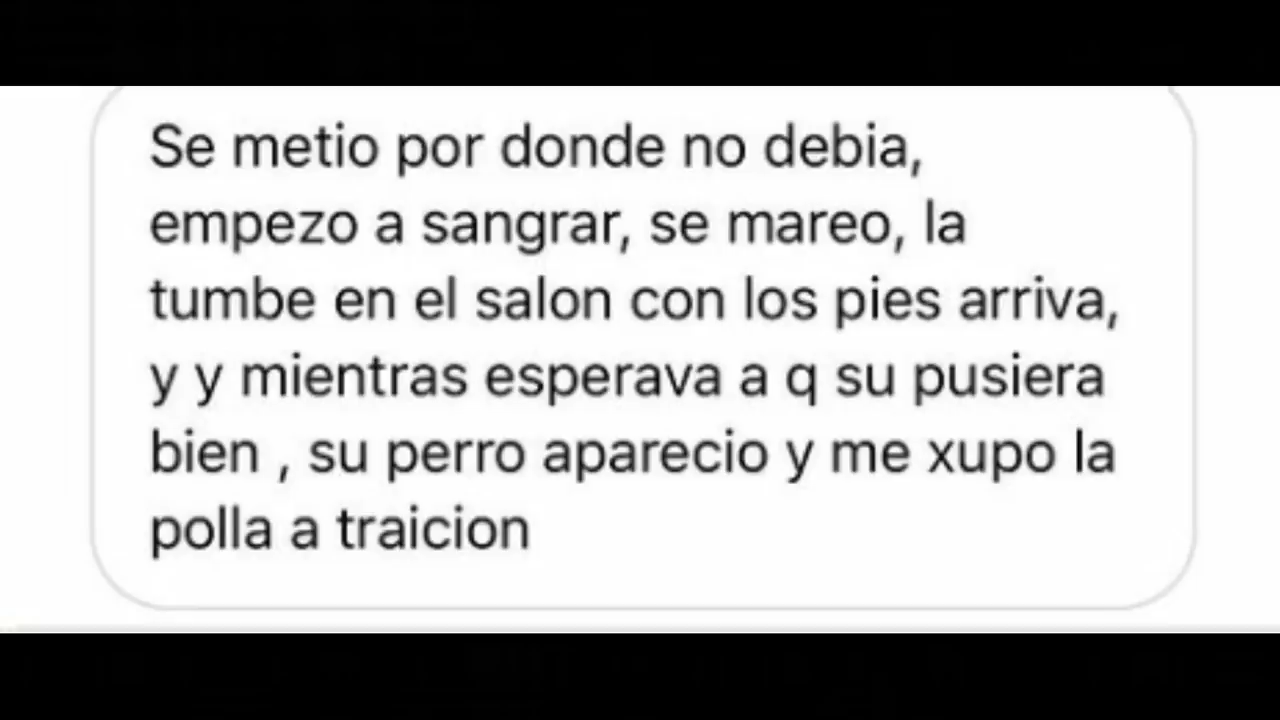 Se metio por donde no debia,
empezo a sangrar, se mareo, la
tumbe en el salon con los pies arriva,
y y mientras esperava a q su pusiera
bien , su perro aparecio y me xupo la
polla a traicion